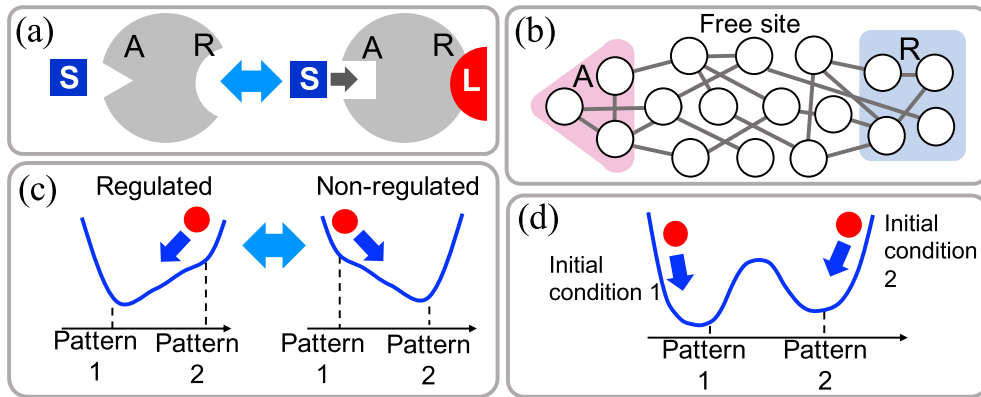 (a)
A
R
S
A
R
S
L
(b)
Free site
A
R
(c)
Regulated
Non-regulated
Pattern
1
Pattern
2
Pattern
1
Pattern
2
(d)
Initial
condition 1
Initial
condition
2
Pattern
1
Pattern
2